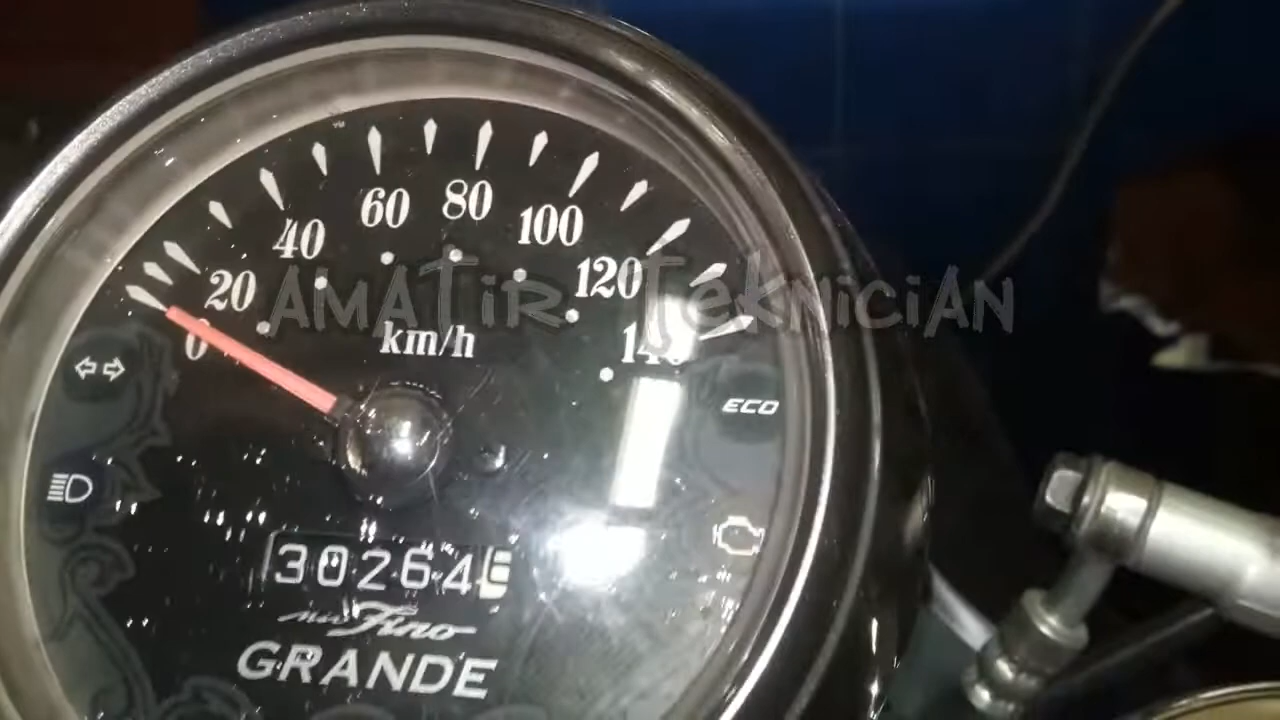 60 80
40 100
20 120
0 km/h 140
AMATiR TEKNiCiAN
ECO
30264
Fino
GRANDE